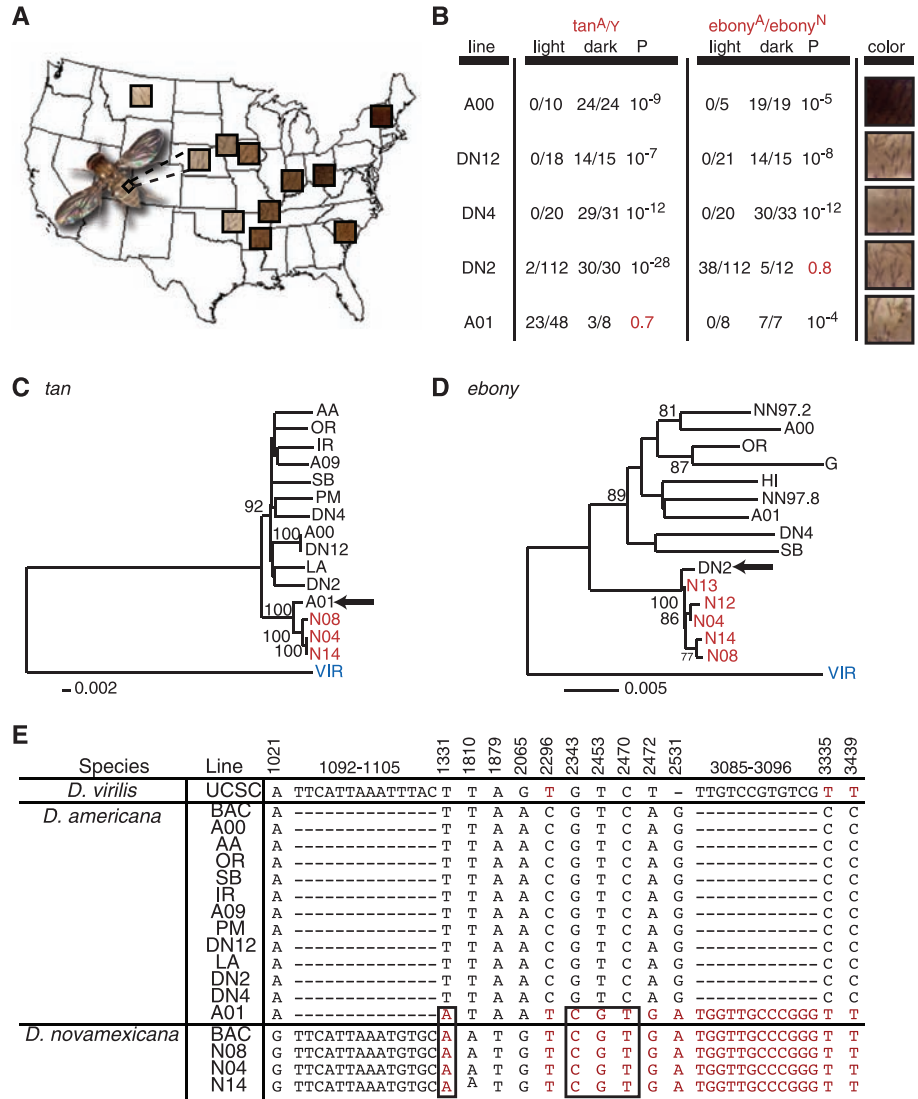 A
B
tanA/Y ebonyA/ebonyN
line light dark P light dark P color
A00 0/10 24/24 10-9 0/5 19/19 10-5
DN12 0/18 14/15 10-7 0/21 14/15 10-8
DN4 0/20 29/31 10-12 0/20 30/33 10-12
DN2 2/112 30/30 10-28 38/112 5/12 0.8
A01 23/48 3/8 0.7 0/8 7/7 10-4
C tan
AA
OR
IR
A09
SB
PM
92
DN4
100 A00
DN12
LA
DN2
100 A01
N08
100 N04
100 N14
VIR
0.002
D ebony
81 NN97.2
A00
OR
87 G
HI
89 NN97.8
A01
DN4
SB
DN2
N13
100 N12
86 N04
N14
77 N08
VIR
0.005
E
Species Line 1021 1092-1105 1331 1810 1879 2065 2296 2343 2453 2470 2472 2531 3085-3096 3335 3439
D. virilis UCSC A TTCATTAAATTTAC T T A G T G T C T - TTGTCCGTGTCG T T
D. americana BAC A -------------- T T A A C G T C A G ------------ C C
A00 A -------------- T T A A C G T C A G ------------ C C
AA A -------------- T T A A C G T C A G ------------ C C
OR A -------------- T T A A C G T C A G ------------ C C
SB A -------------- T T A A C G T C A G ------------ C C
IR A -------------- T T A A C G T C A G ------------ C C
A09 A -------------- T T A A C G T C A G ------------ C C
PM A -------------- T T A A C G T C A G ------------ C C
DN12 A -------------- T T A A C G T C A G ------------ C C
LA A -------------- T T A A C G T C A G ------------ C C
DN2 A -------------- T T A A C G T C A G ------------ C C
DN4 A -------------- T T A A C G T C A G ------------ C C
A01 A -------------- A T A A T C G T G A TGGTTGCCCGGG T T
D. novamexicana BAC G TTCATTAAATGTGC A A T G T C G T G A TGGTTGCCCGGG T T
N08 G TTCATTAAATGTGC A A T G T C G T G A TGGTTGCCCGGG T T
N04 G TTCATTAAATGTGC A A T G T C G T G A TGGTTGCCCGGG T T
N14 G TTCATTAAATGTGC A A T G T C G T G A TGGTTGCCCGGG T T